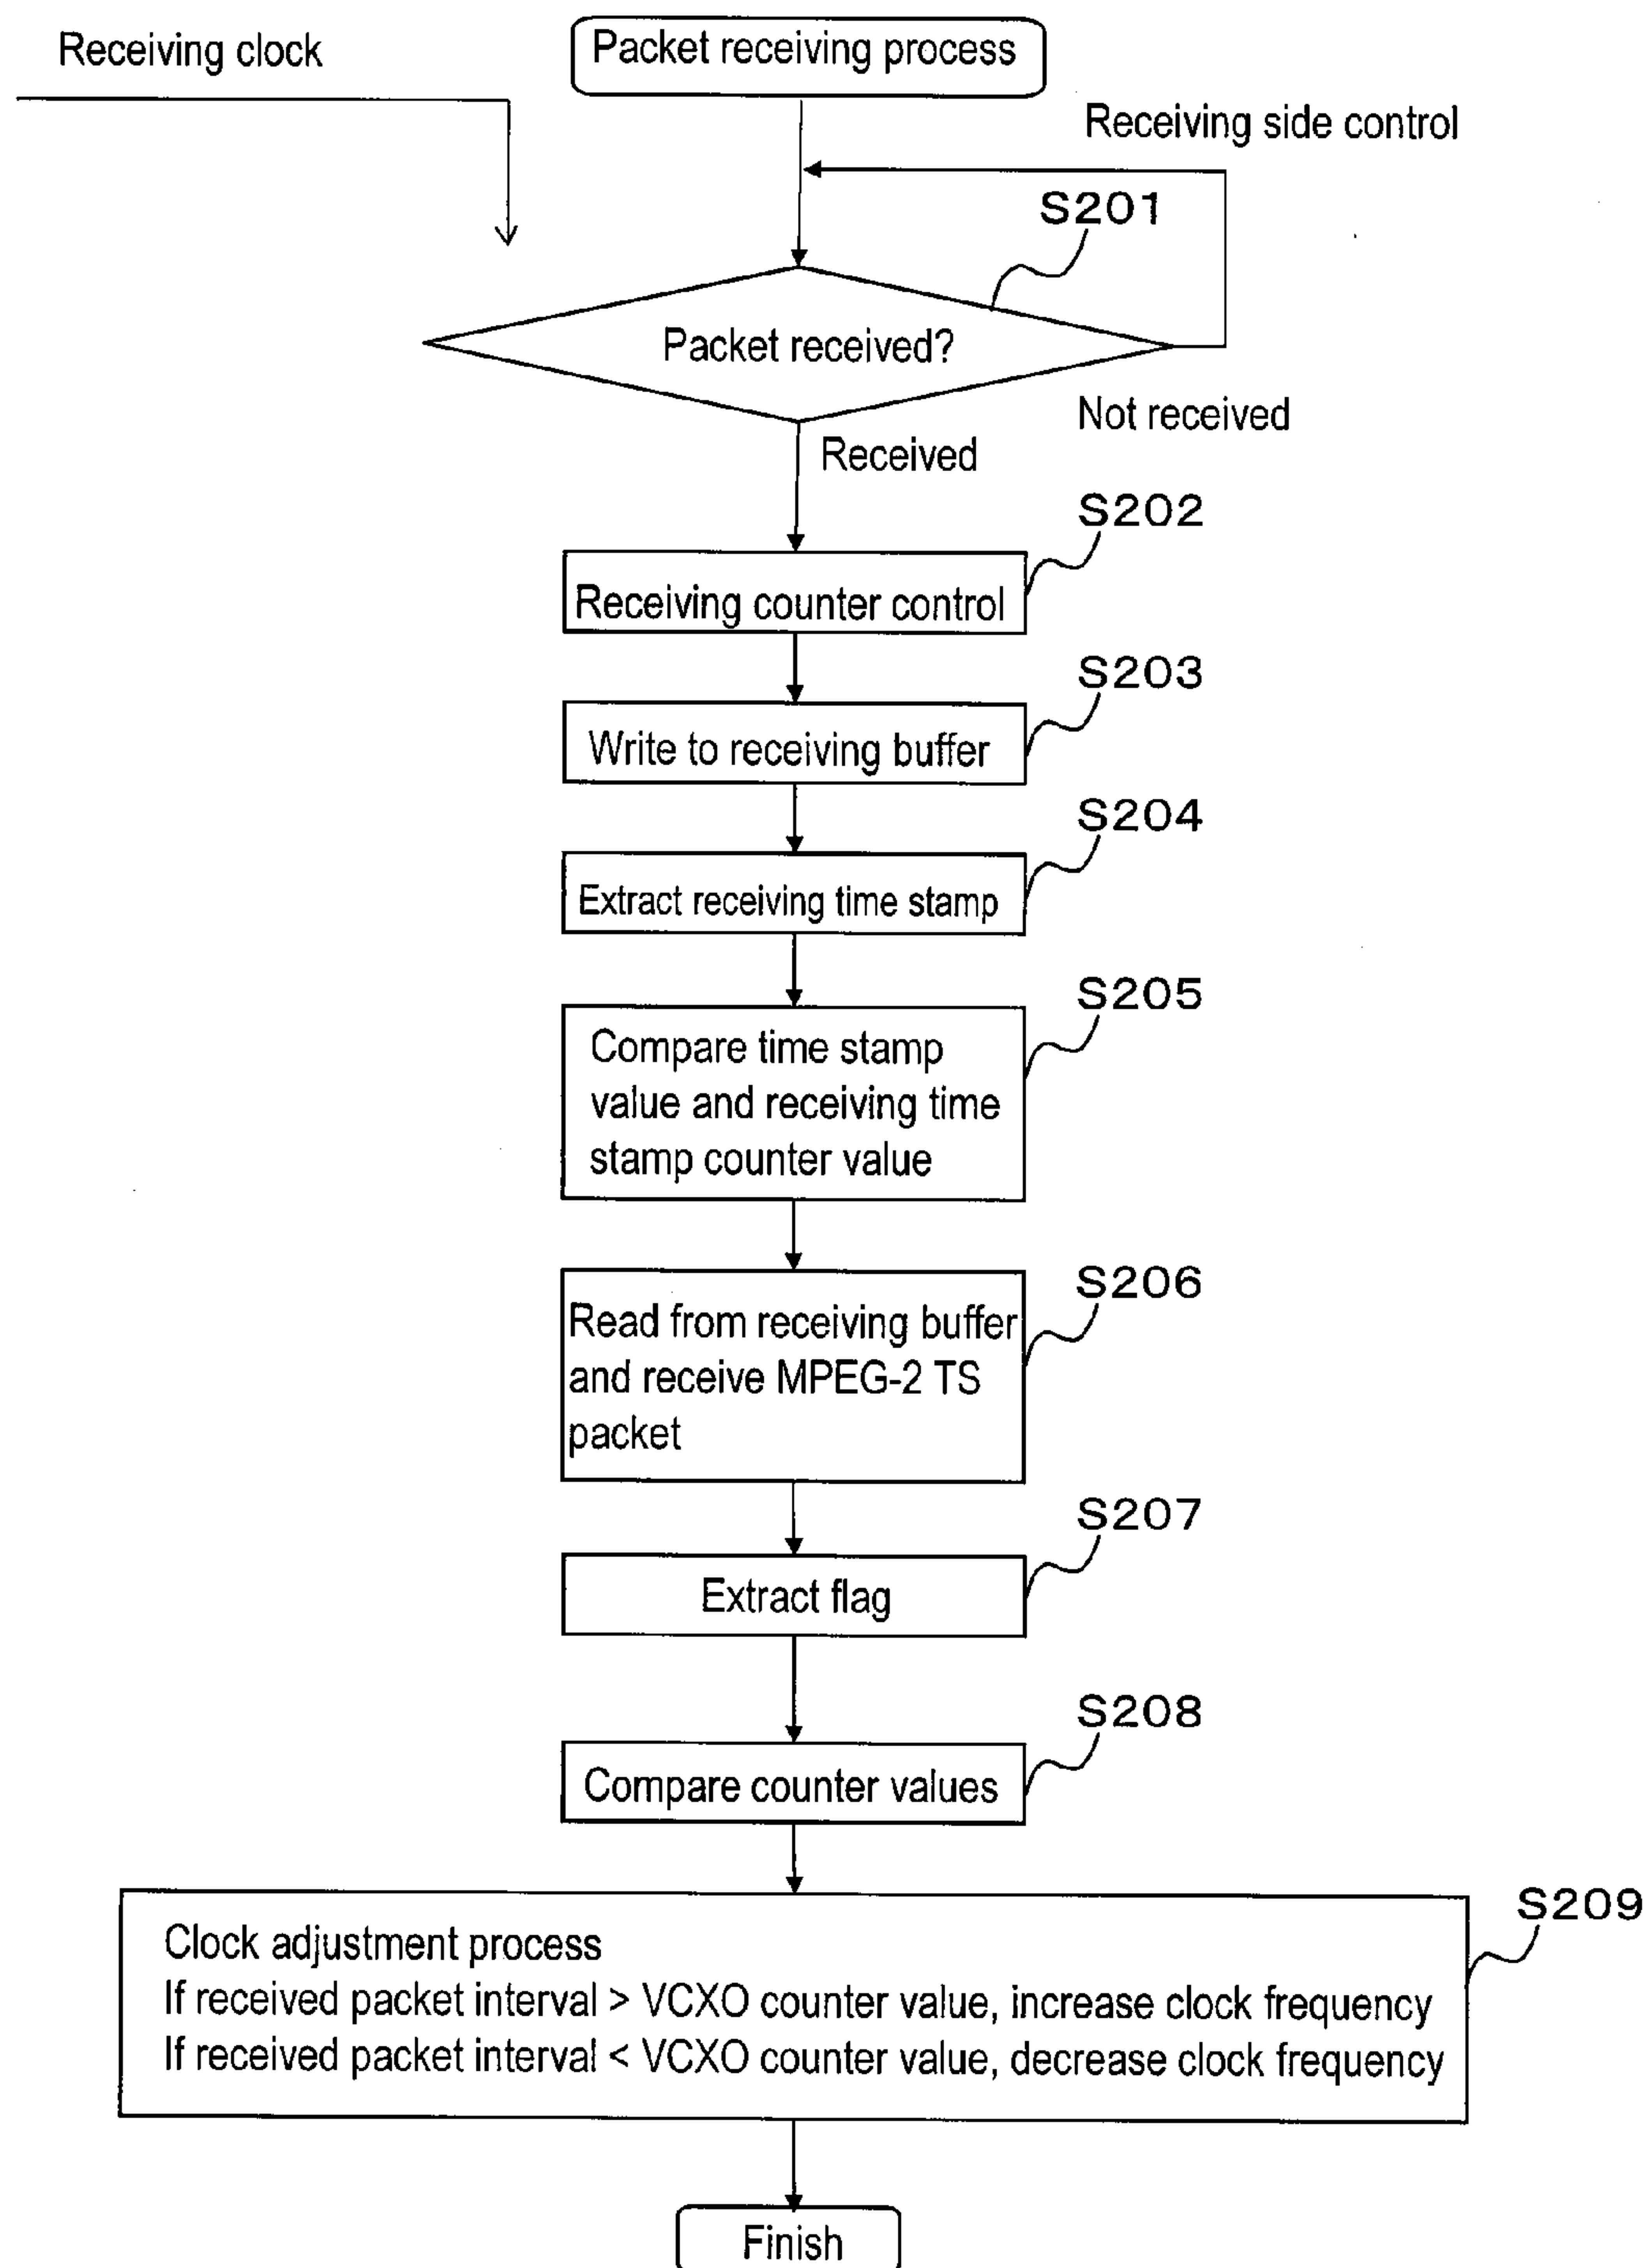 Receiving clock
Packet receiving process
Receiving side control
S201
Packet received?
Not received
Received
S202
Receiving counter control
S203
Write to receiving buffer
S204
Extract receiving time stamp
S205
Compare time stamp
value and receiving time
stamp counter value
S206
Read from receiving buffer
and receive MPEG-2 TS
packet
S207
Extract flag
S208
Compare counter values
S209
Clock adjustment process
If received packet interval > VCXO counter value, increase clock frequency
If received packet interval < VCXO counter value, decrease clock frequency
Finish